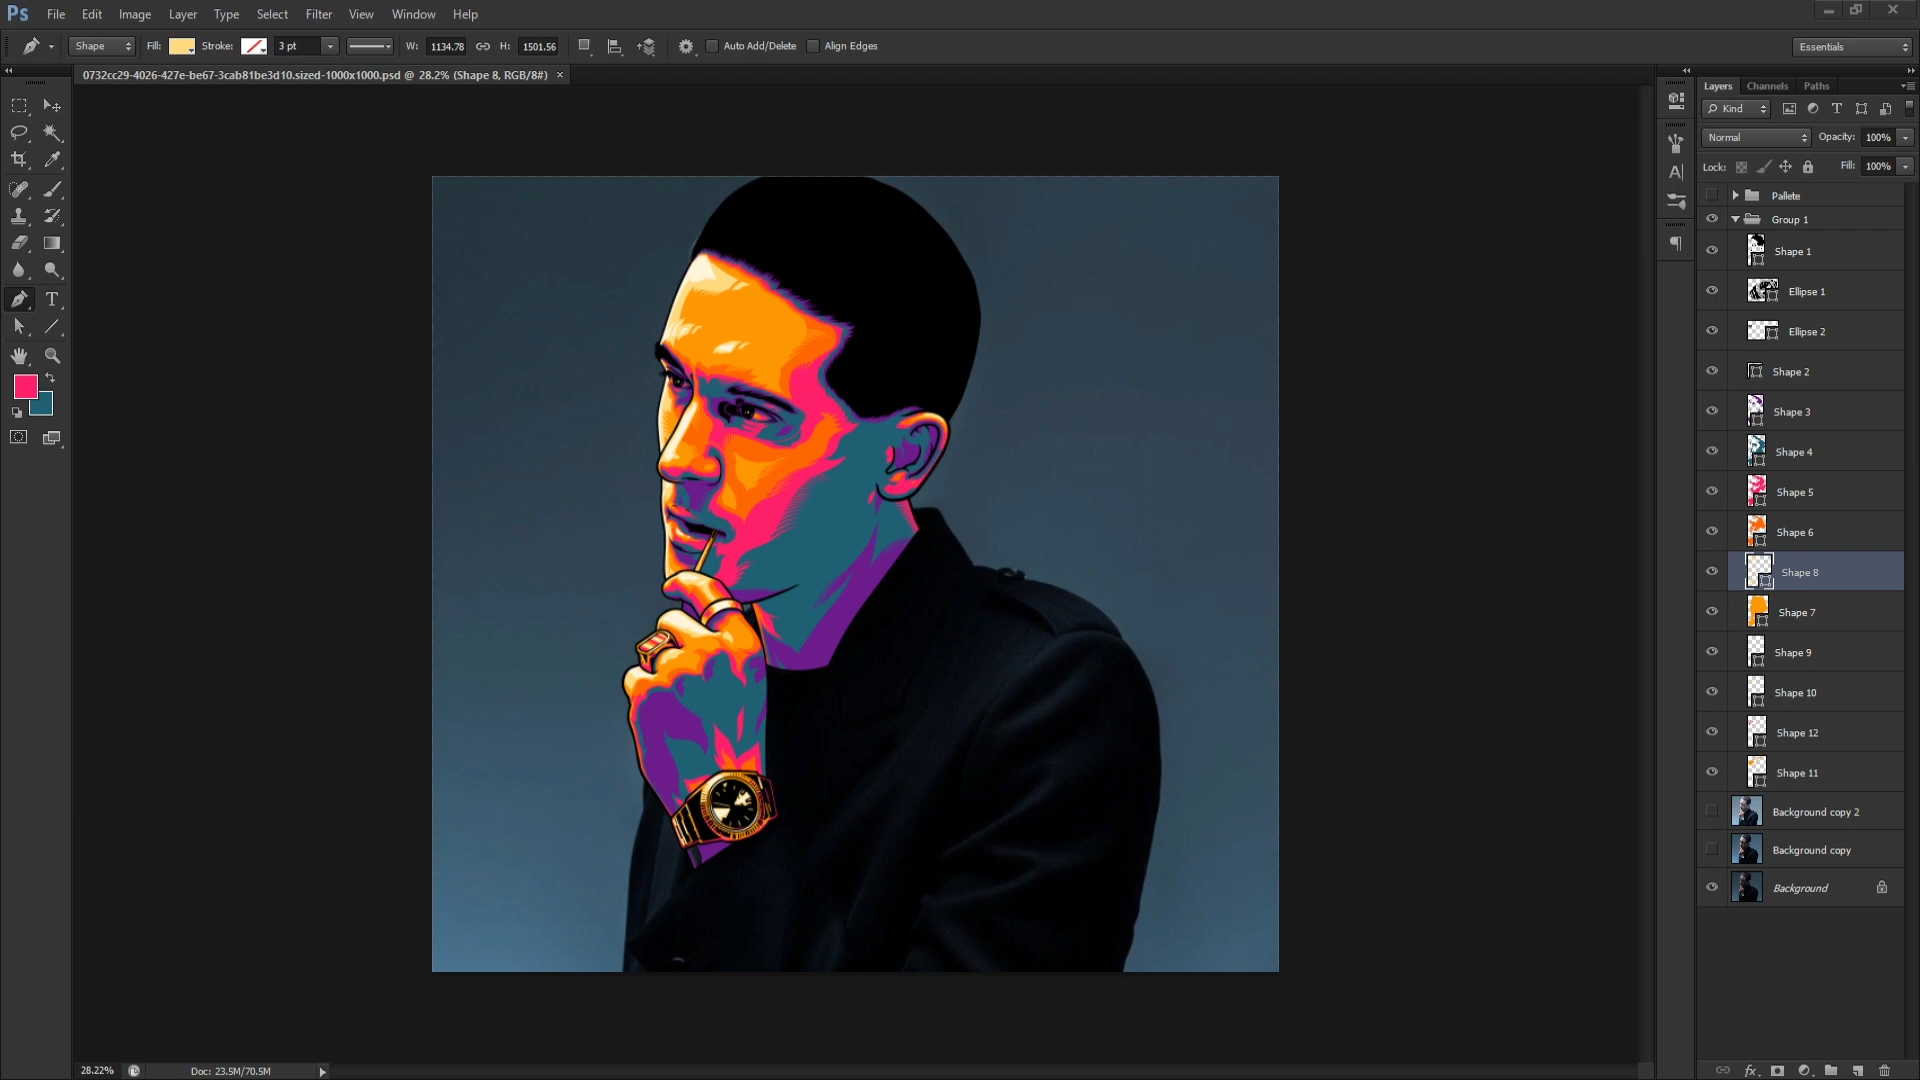 Ps File Edit Image Layer Type Select Filter View Window Help
Shape Fill: Stroke: 3 pt W: 1134.78 H: 1501.56 Auto Add/Delete Align Edges Essentials
0732cc29-4026-427e-be67-3cab81be3d10.sized-1000x1000.psd @ 28.2% (Shape 8, RGB/8#) ×
Layers Channels Paths
Kind
Normal Opacity: 100%
Lock: Fill: 100%
Pallete
Group 1
Shape 1
Ellipse 1
Ellipse 2
Shape 2
Shape 3
Shape 4
Shape 5
Shape 6
Shape 8
Shape 7
Shape 9
Shape 10
Shape 12
Shape 11
Background copy 2
Background copy
Background
28.22% Doc: 23.5M/70.5M